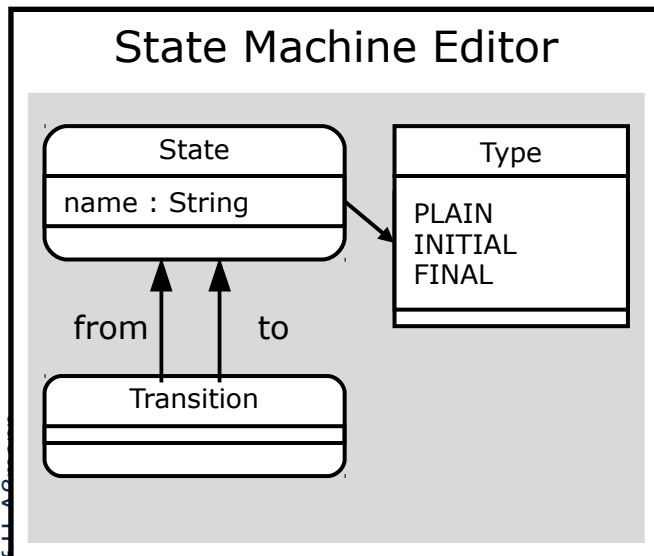 State Machine Editor
State
name : String
Type
PLAIN
INITIAL
FINAL
from
to
Transition